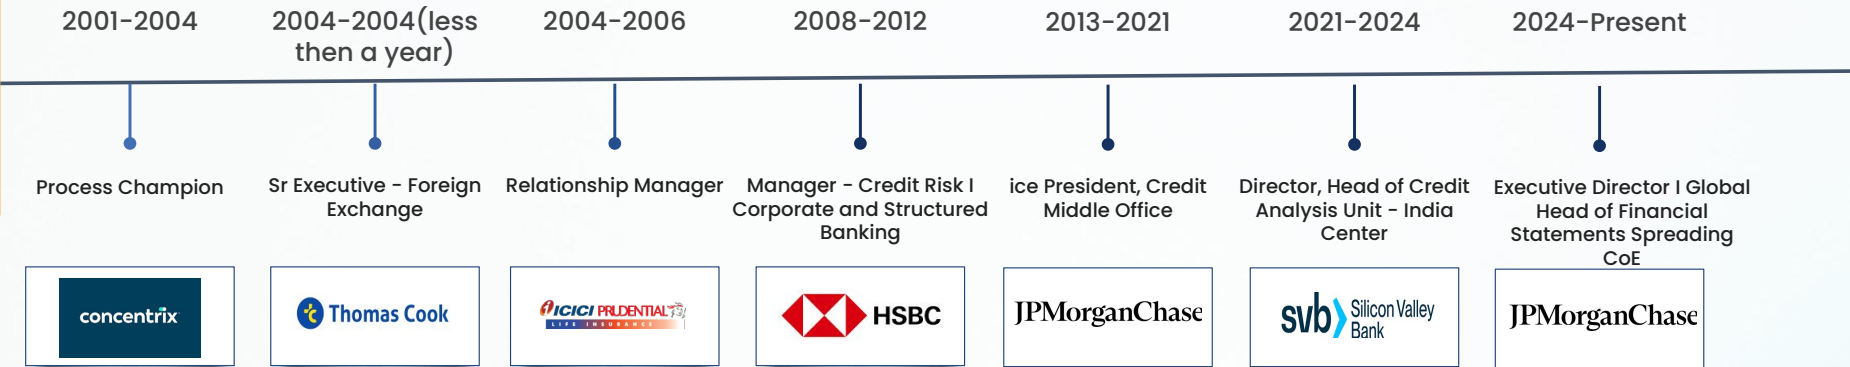 2001-2004
2004-2004(less
then a year)
2004-2006
2008-2012
2013-2021
2021-2024
2024-Present
Process Champion
Sr Executive - Foreign
Exchange
Relationship Manager
Manager - Credit Risk I
Corporate and Structured
Banking
ice President, Credit
Middle Office
Director, Head of Credit
Analysis Unit - India
Center
Executive Director I Global
Head of Financial
Statements Spreading
CoE
concentrix
Thomas Cook
ICICI PRUDENTIAL
LIFE INSURANCE
HSBC
JPMorganChase
svb
Silicon Valley
Bank
JPMorganChase